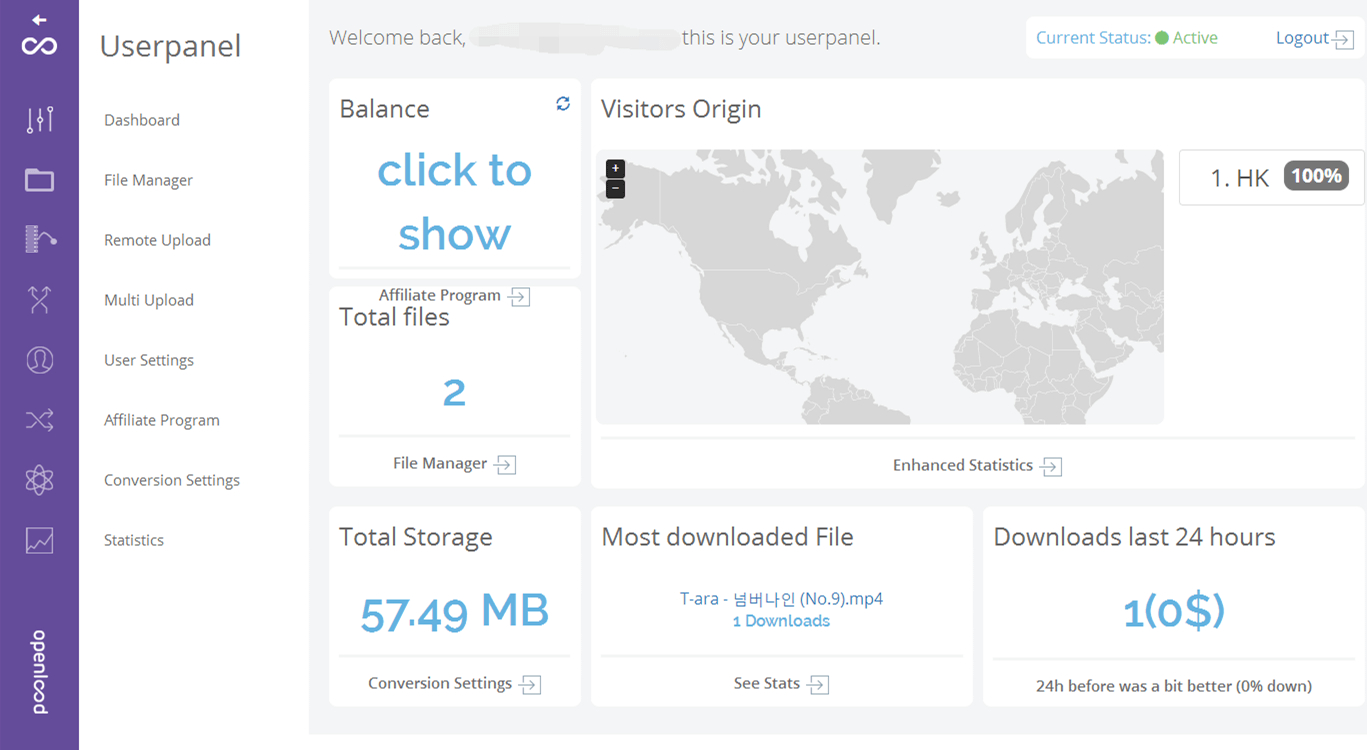 Userpanel
Dashboard
File Manager
Remote Upload
Multi Upload
User Settings
Affiliate Program
Conversion Settings
Statistics
openload
Welcome back, this is your userpanel.
Current Status: Active
Logout
Balance
click to
show
Affiliate Program
Total files
2
File Manager
Visitors Origin
+
−
1. HK 100%
Enhanced Statistics
Total Storage
57.49 MB
Conversion Settings
Most downloaded File
T-ara - 넘버나인 (No.9).mp4
1 Downloads
See Stats
Downloads last 24 hours
1(0$)
24h before was a bit better (0% down)